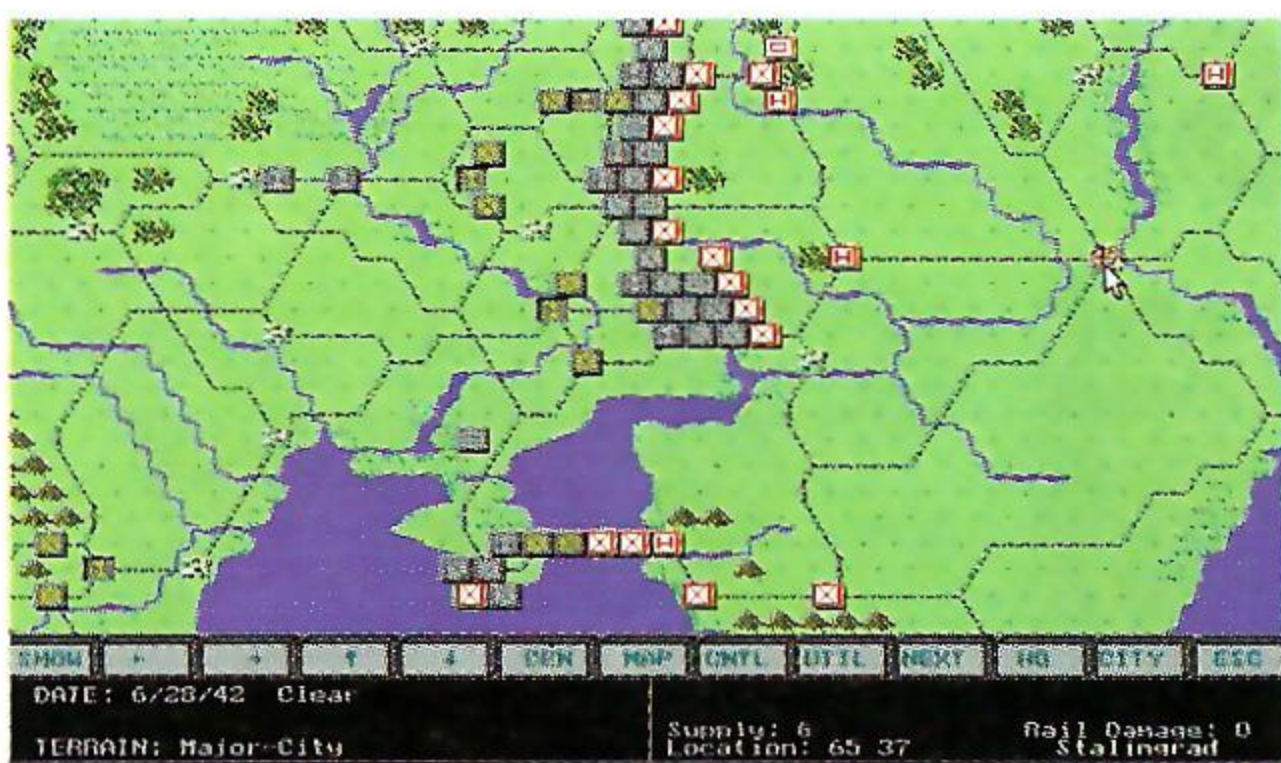 SHOW ← → ↑ ↓ GEN MAP CNTL UTIL NEXT HQ CITY ESC
DATE: 6/28/42 Clear
Supply: 6 Rail Damage: 0
TERRAIN: Major-City Location: 65 37 Stalingrad